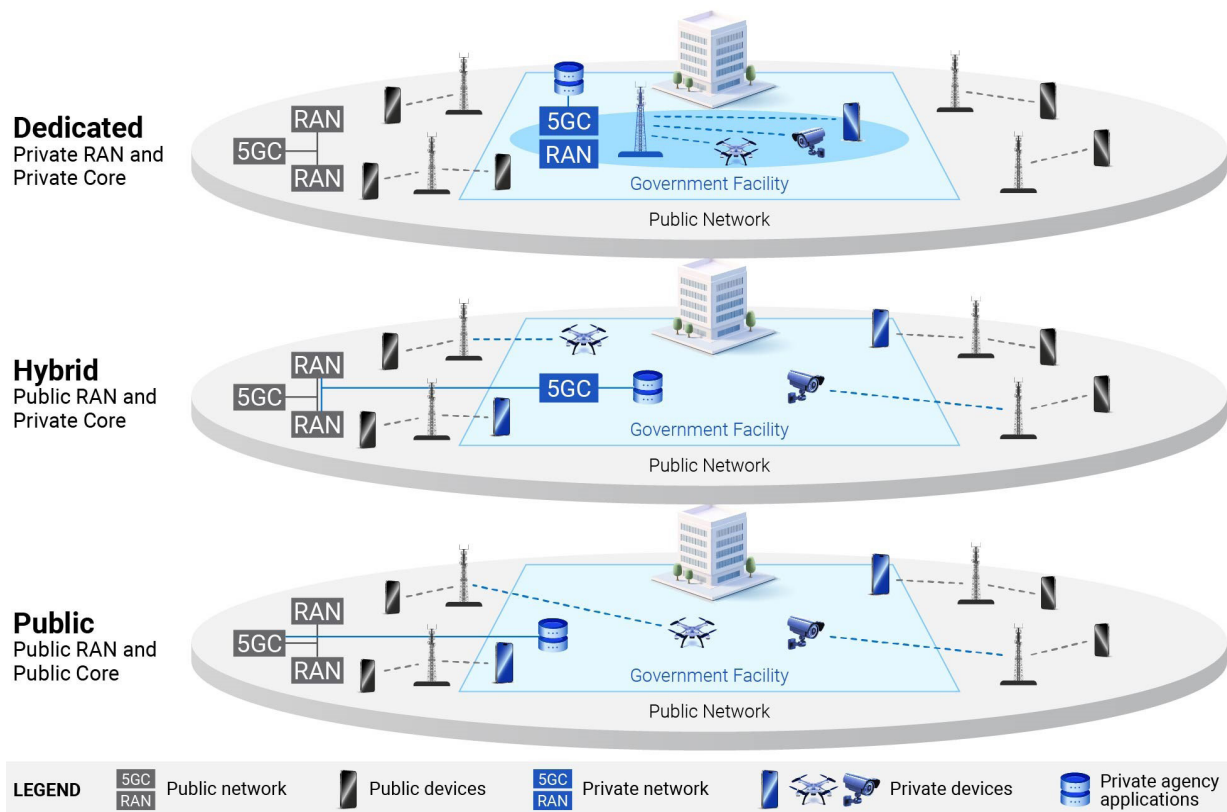 Dedicated
Private RAN and
Private Core
RAN
5GC
RAN
5GC
RAN
Government Facility
Public Network
Hybrid
Public RAN and
Private Core
RAN
5GC
RAN
5GC
Government Facility
Public Network
Public
Public RAN and
Public Core
RAN
5GC
RAN
Government Facility
Public Network
LEGEND
5GC
RAN
Public network
Public devices
5GC
RAN
Private network
Private devices
Private agency
applications